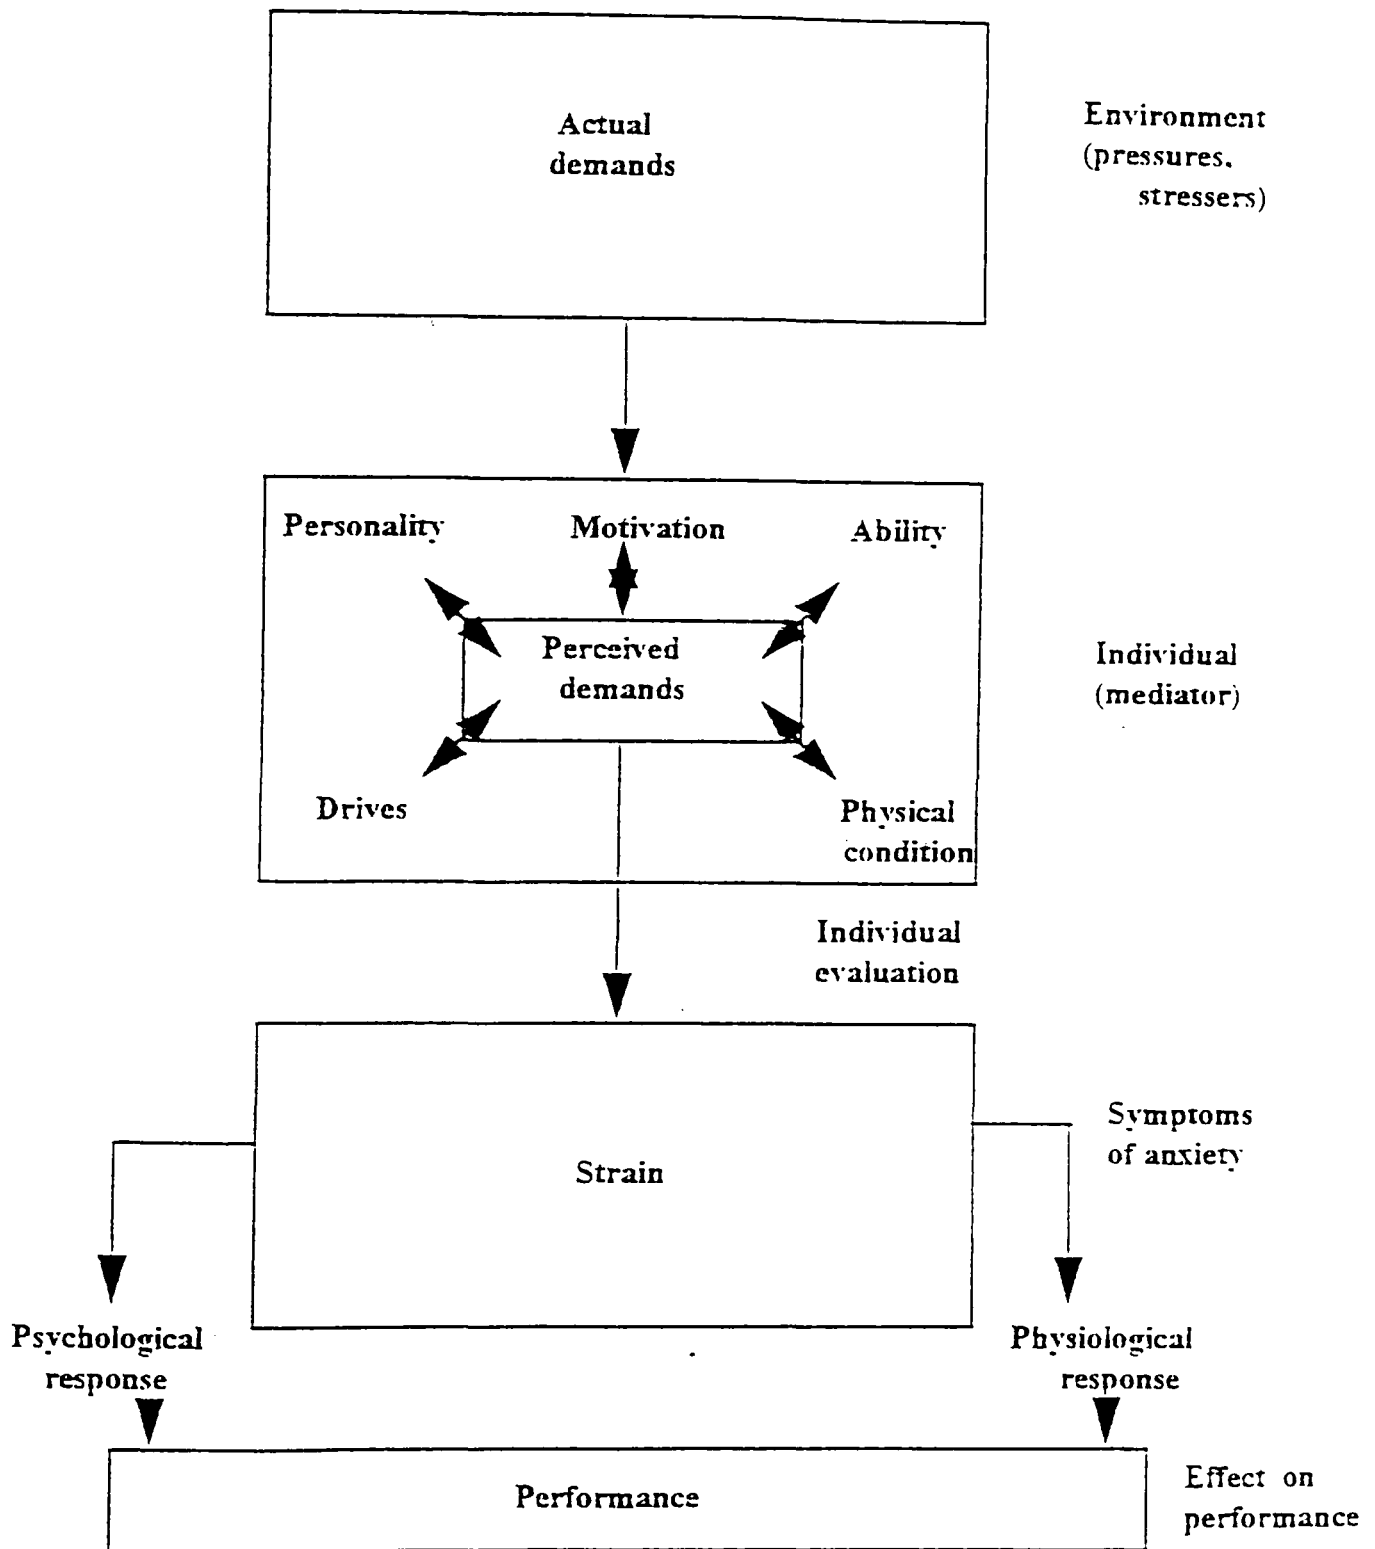 Actual
demands
Environment
(pressures,
stressers)
Personality
Motivation
Ability
Perceived
demands
Individual
(mediator)
Drives
Physical
condition
Individual
evaluation
Symptoms
of anxiety
Strain
Psychological
response
Physiological
response
Performance
Effect on
performance